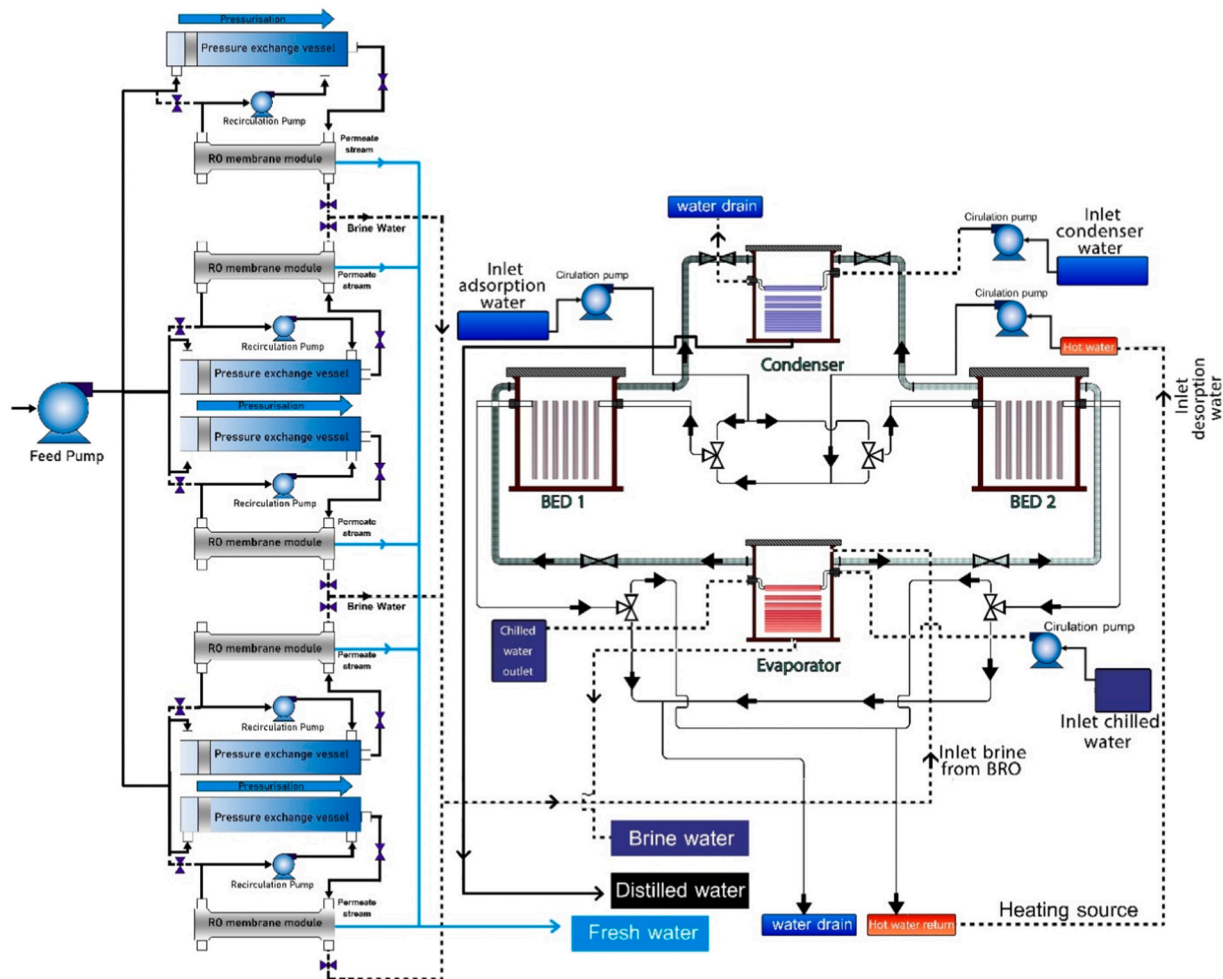 Pressurisation
Pressure exchange vessel
Recirculation Pump
Permeate
stream
RO membrane module
Brine Water
RO membrane module
Permeate
stream
Recirculation Pump
Pressure exchange vessel
Pressurisation
Pressure exchange vessel
Feed Pump
Recirculation Pump
Permeate
stream
RO membrane module
Brine Water
RO membrane module
Permeate
stream
Recirculation Pump
Pressure exchange vessel
Pressurisation
Pressure exchange vessel
Recirculation Pump
Permeate
stream
RO membrane module
water drain
Cirulation pump
Inlet
condenser
water
Inlet
adsorption
water
Cirulation pump
Cirulation pump
Hot water
Condenser
Inlet
desorption
water
BED 1
BED 2
Chilled
water
outlet
Evaporator
Cirulation pump
Inlet chilled
water
Inlet brine
from BRO
Brine water
Distilled water
Fresh water
water drain
Hot water return
Heating source